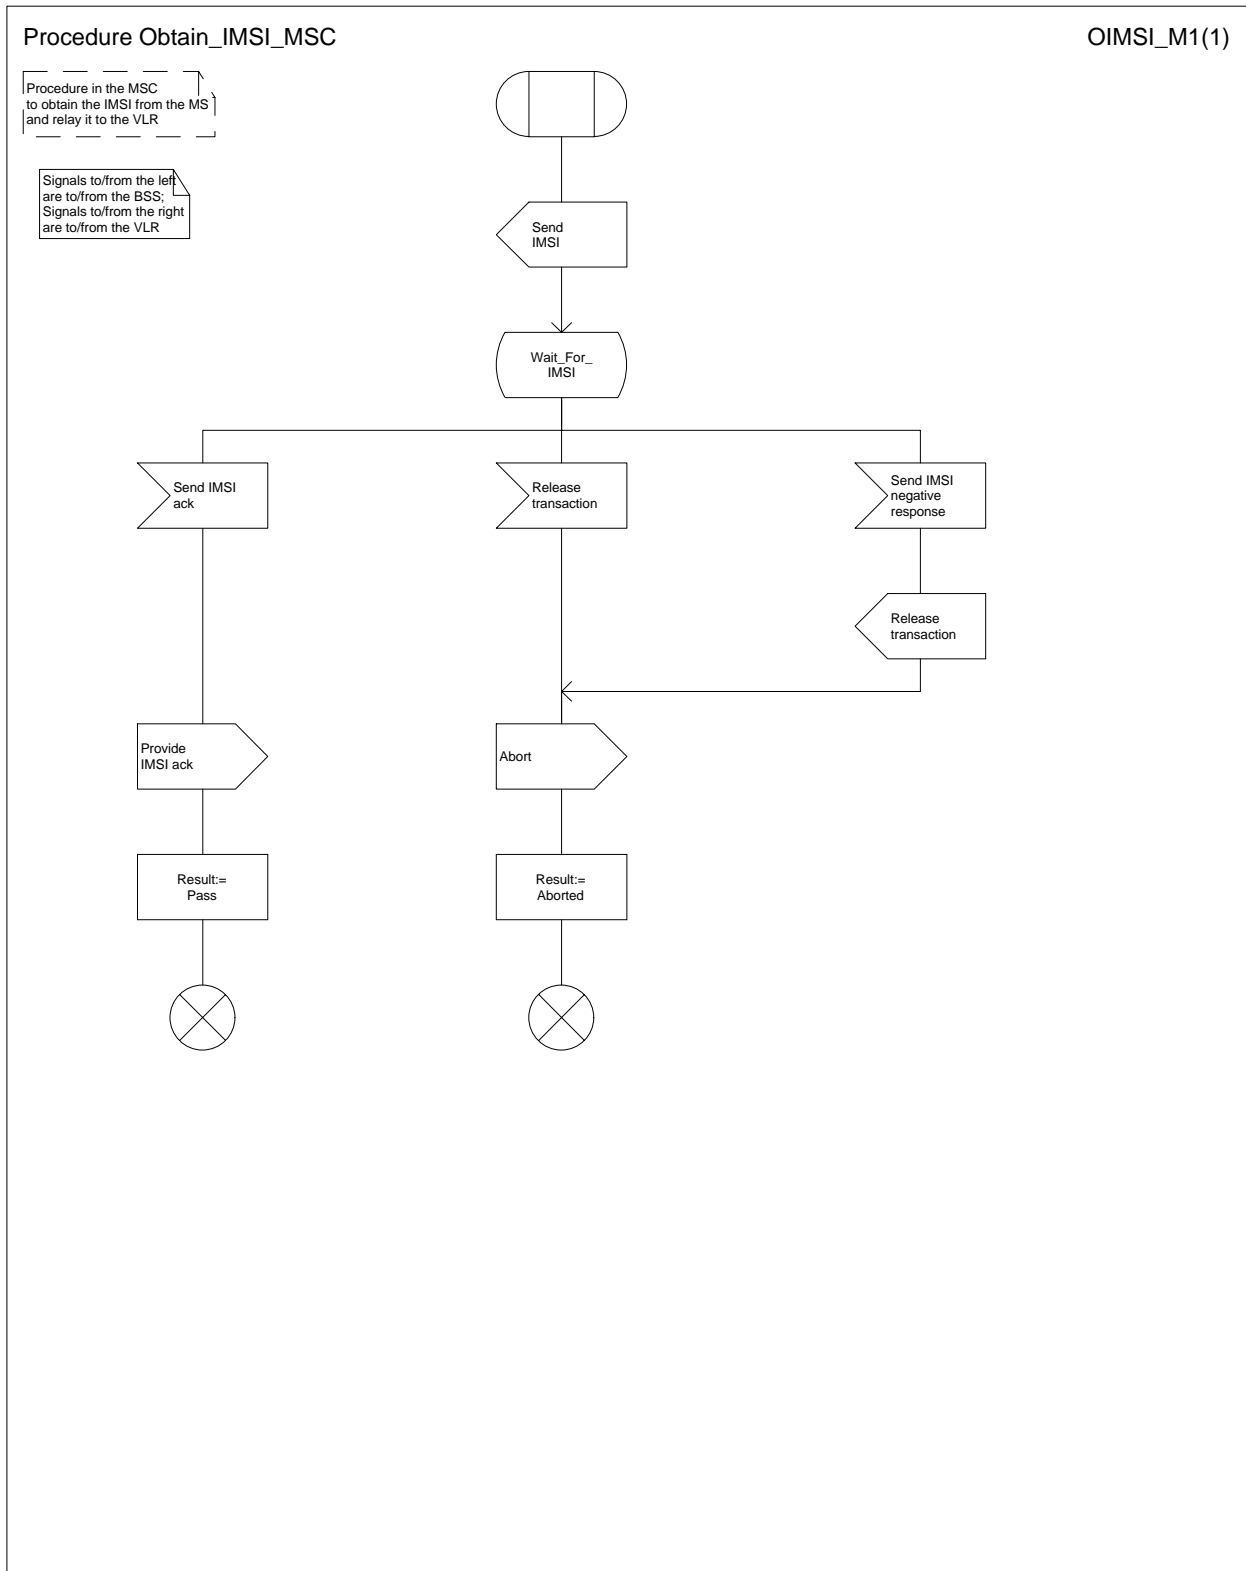 Procedure Obtain_IMSI_MSC
OIMSI_M1(1)
Procedure in the MSC
to obtain the IMSI from the MS
and relay it to the VLR
Signals to/from the left
are to/from the BSS;
Signals to/from the right
are to/from the VLR
Send
IMSI
Wait_For_
IMSI
Send IMSI
ack
Release
transaction
Send IMSI
negative
response
Release
transaction
Provide
IMSI ack
Abort
Result:=
Pass
Result:=
Aborted